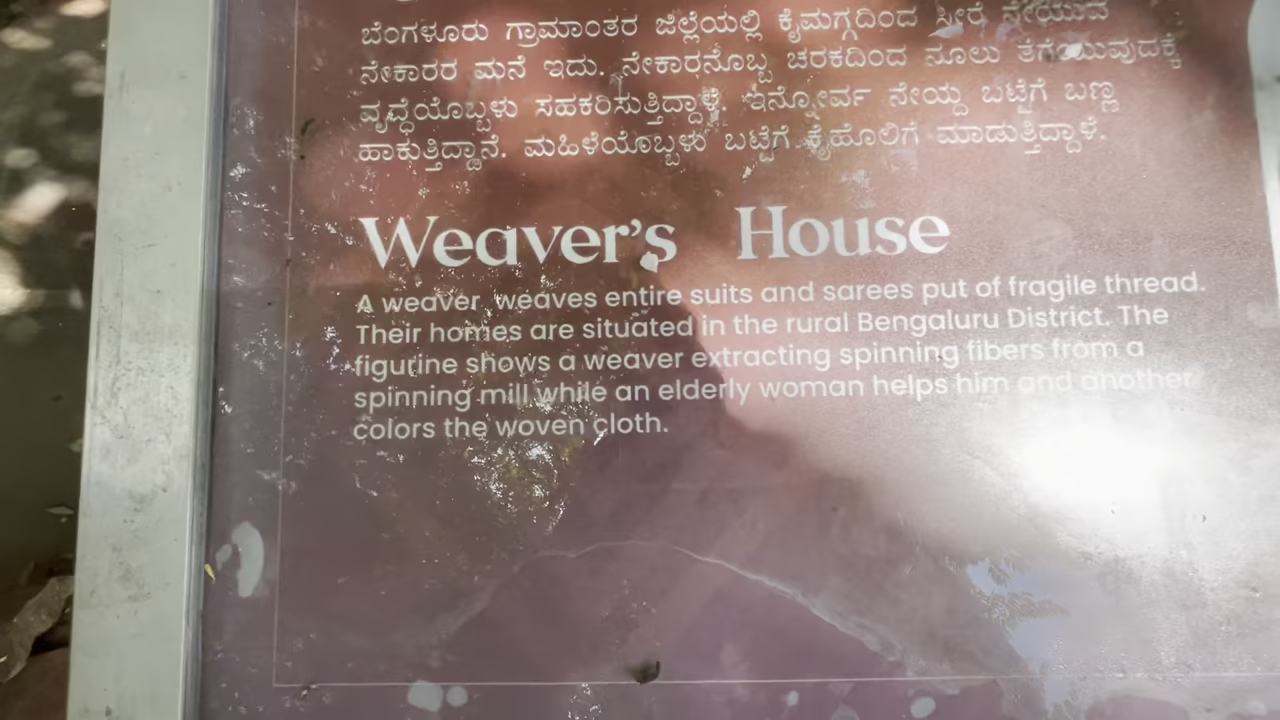 ಬೆಂಗಳೂರು ಗ್ರಾಮಾಂತರ ಜಿಲ್ಲೆಯಲ್ಲಿ ಕೈಮಗ್ಗದಿಂದ ಸೀರೆ ನೇಯುವ
ನೇಕಾರರ ಮನೆ ಇದು. ನೇಕಾರನೊಬ್ಬ ಚರಕದಿಂದ ನೂಲು ತೆಗೆಯುವುದಕ್ಕೆ
ವೃದ್ಧೆಯೊಬ್ಬಳು ಸಹಕರಿಸುತ್ತಿದ್ದಾಳೆ. ಇನ್ನೋರ್ವ ನೇಯ್ದ ಬಟ್ಟೆಗೆ ಬಣ್ಣ
ಹಾಕುತ್ತಿದ್ದಾನೆ. ಮಹಿಳೆಯೊಬ್ಬಳು ಬಟ್ಟೆಗೆ ಕೈಹೊಲಿಗೆ ಮಾಡುತ್ತಿದ್ದಾಳೆ.
Weaver's House
A weaver weaves entire suits and sarees put of fragile thread.
Their homes are situated in the rural Bengaluru District. The
figurine shows a weaver extracting spinning fibers from a
spinning mill while an elderly woman helps him and another
colors the woven cloth.